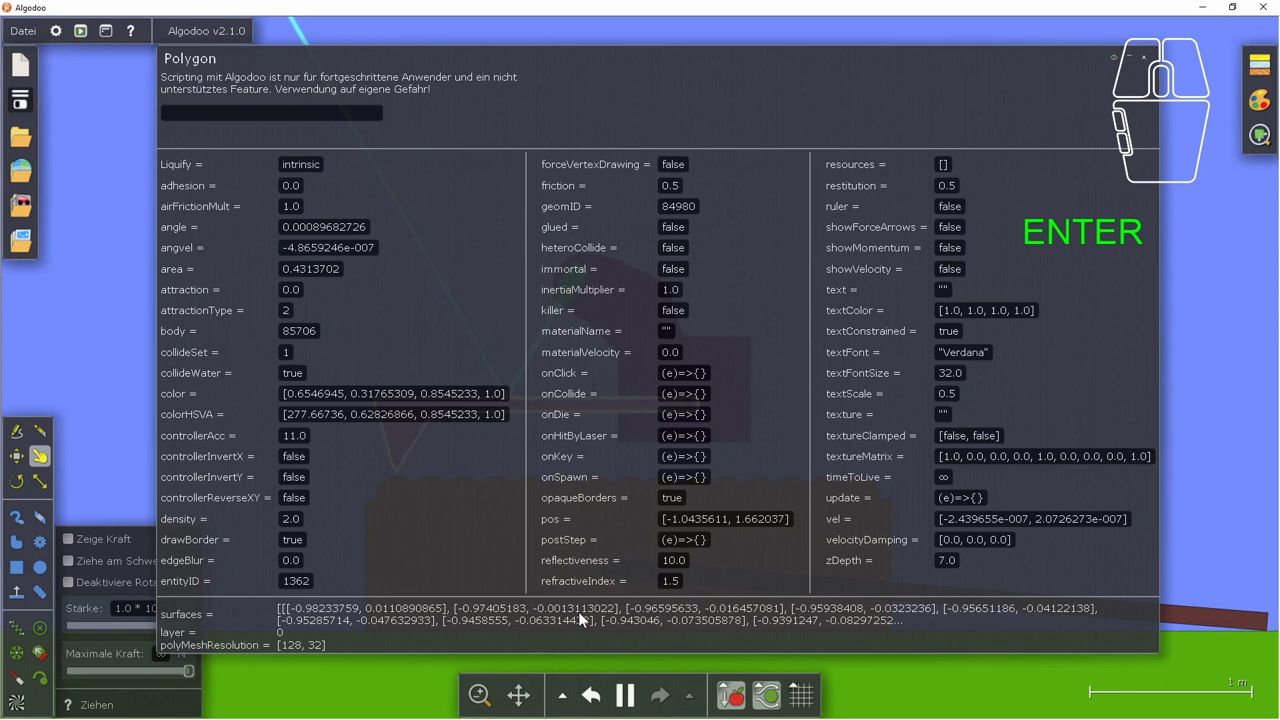 Algodoo
Datei
Algodoo v2.1.0
Polygon
Scripting mit Algodoo ist nur für fortgeschrittene Anwender und ein nicht
unterstütztes Feature. Verwendung auf eigene Gefahr!
Liquify = intrinsic
adhesion = 0.0
airFrictionMult = 1.0
angle = 0.00089682726
angvel = -4.8659246e-007
area = 0.4313702
attraction = 0.0
attractionType = 2
body = 85706
collideSet = 1
collideWater = true
color = [0.6546945, 0.31765309, 0.8545233, 1.0]
colorHSVA = [277.66736, 0.62826866, 0.8545233, 1.0]
controllerAcc = 11.0
controllerInvertX = false
controllerInvertY = false
controllerReverseXY = false
density = 2.0
drawBorder = true
edgeBlur = 0.0
entityID = 1362
forceVertexDrawing = false
friction = 0.5
geomID = 84980
glued = false
heteroCollide = false
immortal = false
inertiaMultiplier = 1.0
killer = false
materialName = ""
materialVelocity = 0.0
onClick = (e)=>{}
onCollide = (e)=>{}
onDie = (e)=>{}
onHitByLaser = (e)=>{}
onKey = (e)=>{}
onSpawn = (e)=>{}
opaqueBorders = true
pos = [-1.0435611, 1.662037]
postStep = (e)=>{}
reflectiveness = 10.0
refractiveIndex = 1.5
resources = []
restitution = 0.5
ruler = false
showForceArrows = false
showMomentum = false
showVelocity = false
text = ""
textColor = [1.0, 1.0, 1.0, 1.0]
textConstrained = true
textFont = "Verdana"
textFontSize = 32.0
textScale = 0.5
texture = ""
textureClamped = [false, false]
textureMatrix = [1.0, 0.0, 0.0, 0.0, 1.0, 0.0, 0.0, 0.0, 1.0]
timeToLive = ∞
update = (e)=>{}
vel = [-2.439655e-007, 2.0726273e-007]
velocityDamping = [0.0, 0.0, 0.0]
zDepth = 7.0
ENTER
surfaces = [[[-0.98233759, 0.0110890865], [-0.97405183, -0.0013113022], [-0.96595633, -0.016457081], [-0.95938408, -0.0323236], [-0.95651186, -0.04122138],
[-0.95285714, -0.047632933], [-0.9458555, [-0.943046, -0.073505878], [-0.9391247, -0.08297252...
layer = 0
polyMeshResolution = [128, 32]
Zeige Kraft
Ziehe am Schwe
Deaktiviere Rota
Stärke: 1.0 * 10
Maximale Kraft:
? Ziehen
1 m